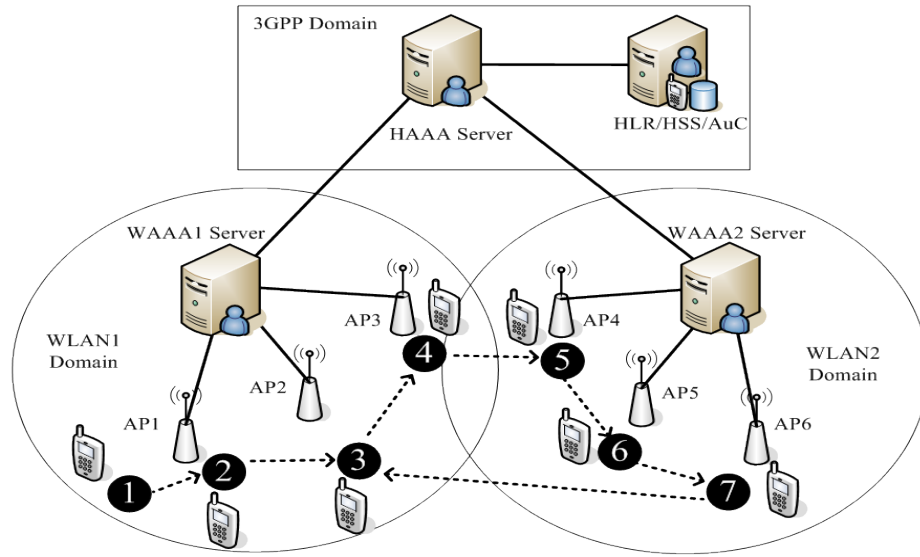 3GPP Domain
HAAA Server
HLR/HSS/AuC
WAAA1 Server
WAAA2 Server
AP3
AP4
WLAN1
Domain
WLAN2
Domain
AP2
AP5
AP1
AP6
4
5
1
2
3
6
7